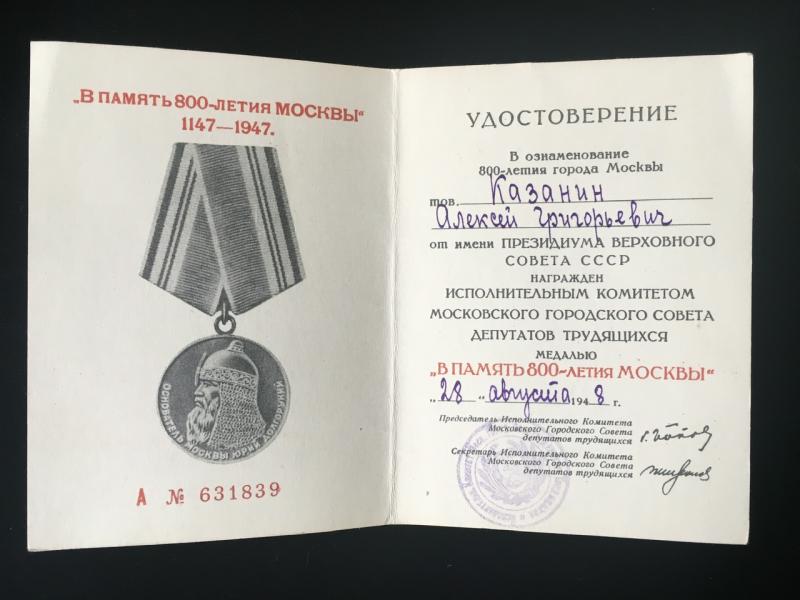 „В ПАМЯТЬ 800-ЛЕТИЯ МОСКВЫ“
1147—1947.
ОСНОВАТЕЛЬ МОСКВЫ ЮРИЙ ДОЛГОРУКИЙ
А № 631839
УДОСТОВЕРЕНИЕ
В ознаменование
800-летия города Москвы
тов. Казанин
Алексей Григорьевич
от имени ПРЕЗИДИУМА ВЕРХОВНОГО
СОВЕТА СССР
НАГРАЖДЕН
ИСПОЛНИТЕЛЬНЫМ КОМИТЕТОМ
МОСКОВСКОГО ГОРОДСКОГО СОВЕТА
ДЕПУТАТОВ ТРУДЯЩИХСЯ
МЕДАЛЬЮ
„В ПАМЯТЬ 800-ЛЕТИЯ МОСКВЫ“
„28“ августа 1948 г.
Председатель Исполнительного Комитета
Московского Городского Совета
депутатов трудящихся
Секретарь Исполнительного Комитета
Московского Городского Совета
депутатов трудящихся